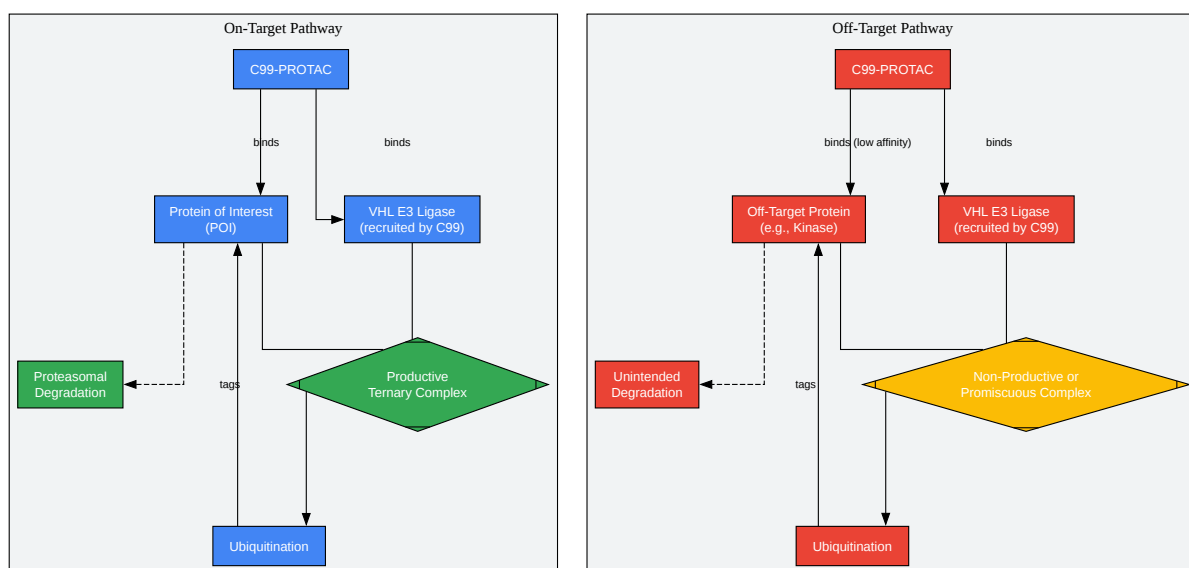 On-Target Pathway
C99-PROTAC
binds
binds
Protein of Interest
(POI)
VHL E3 Ligase
(recruited by C99)
Proteasomal
Degradation
tags
Productive
Ternary Complex
Ubiquitination
Off-Target Pathway
C99-PROTAC
binds (low affinity)
binds
Off-Target Protein
(e.g., Kinase)
VHL E3 Ligase
(recruited by C99)
Unintended
Degradation
tags
Non-Productive or
Promiscuous Complex
Ubiquitination